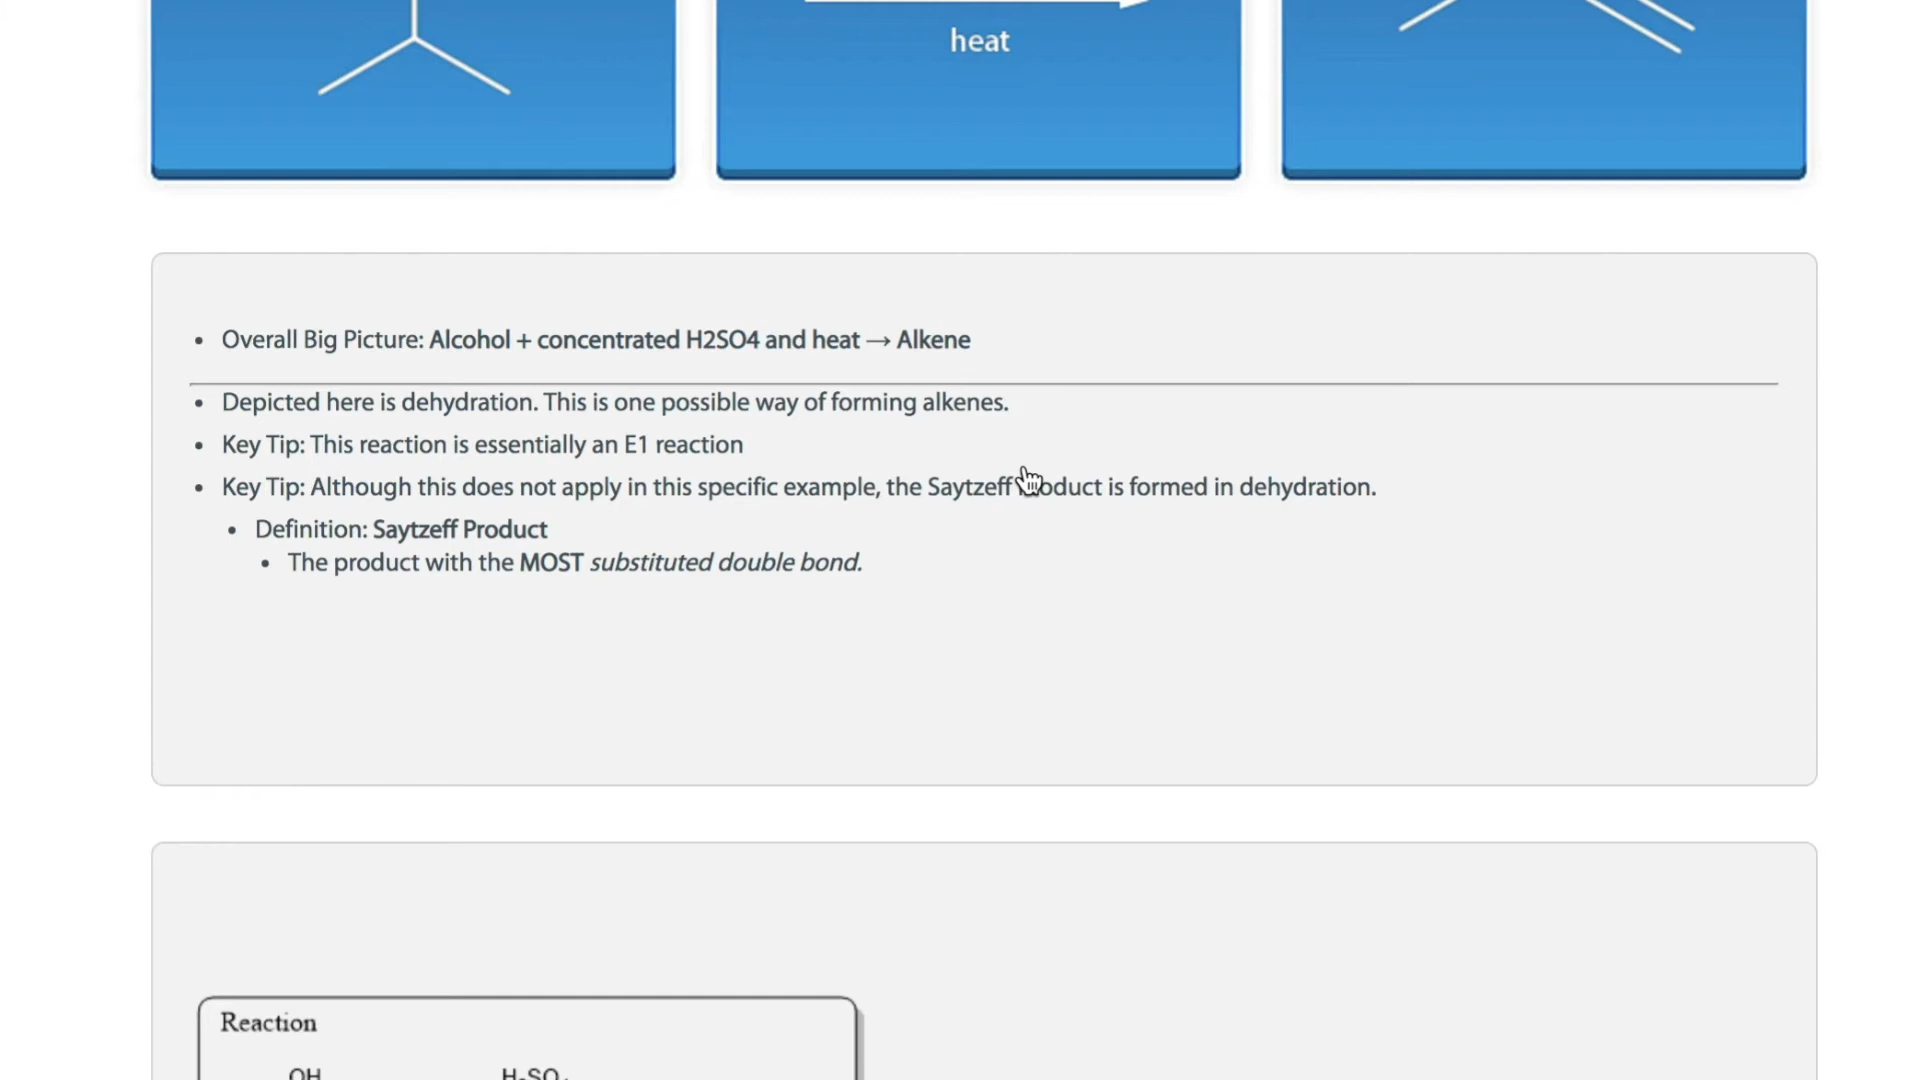 heat
Overall Big Picture: Alcohol + concentrated H2SO4 and heat → Alkene
Depicted here is dehydration. This is one possible way of forming alkenes.
Key Tip: This reaction is essentially an E1 reaction
Key Tip: Although this does not apply in this specific example, the Saytzeff Product is formed in dehydration.
Definition: Saytzeff Product
The product with the MOST substituted double bond.
Reaction
OH H₂SO₄